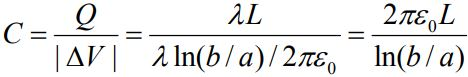 C = Q / | ΔV | = λL / λ ln(b / a) / 2πε₀ = 2πε₀L / ln(b / a)